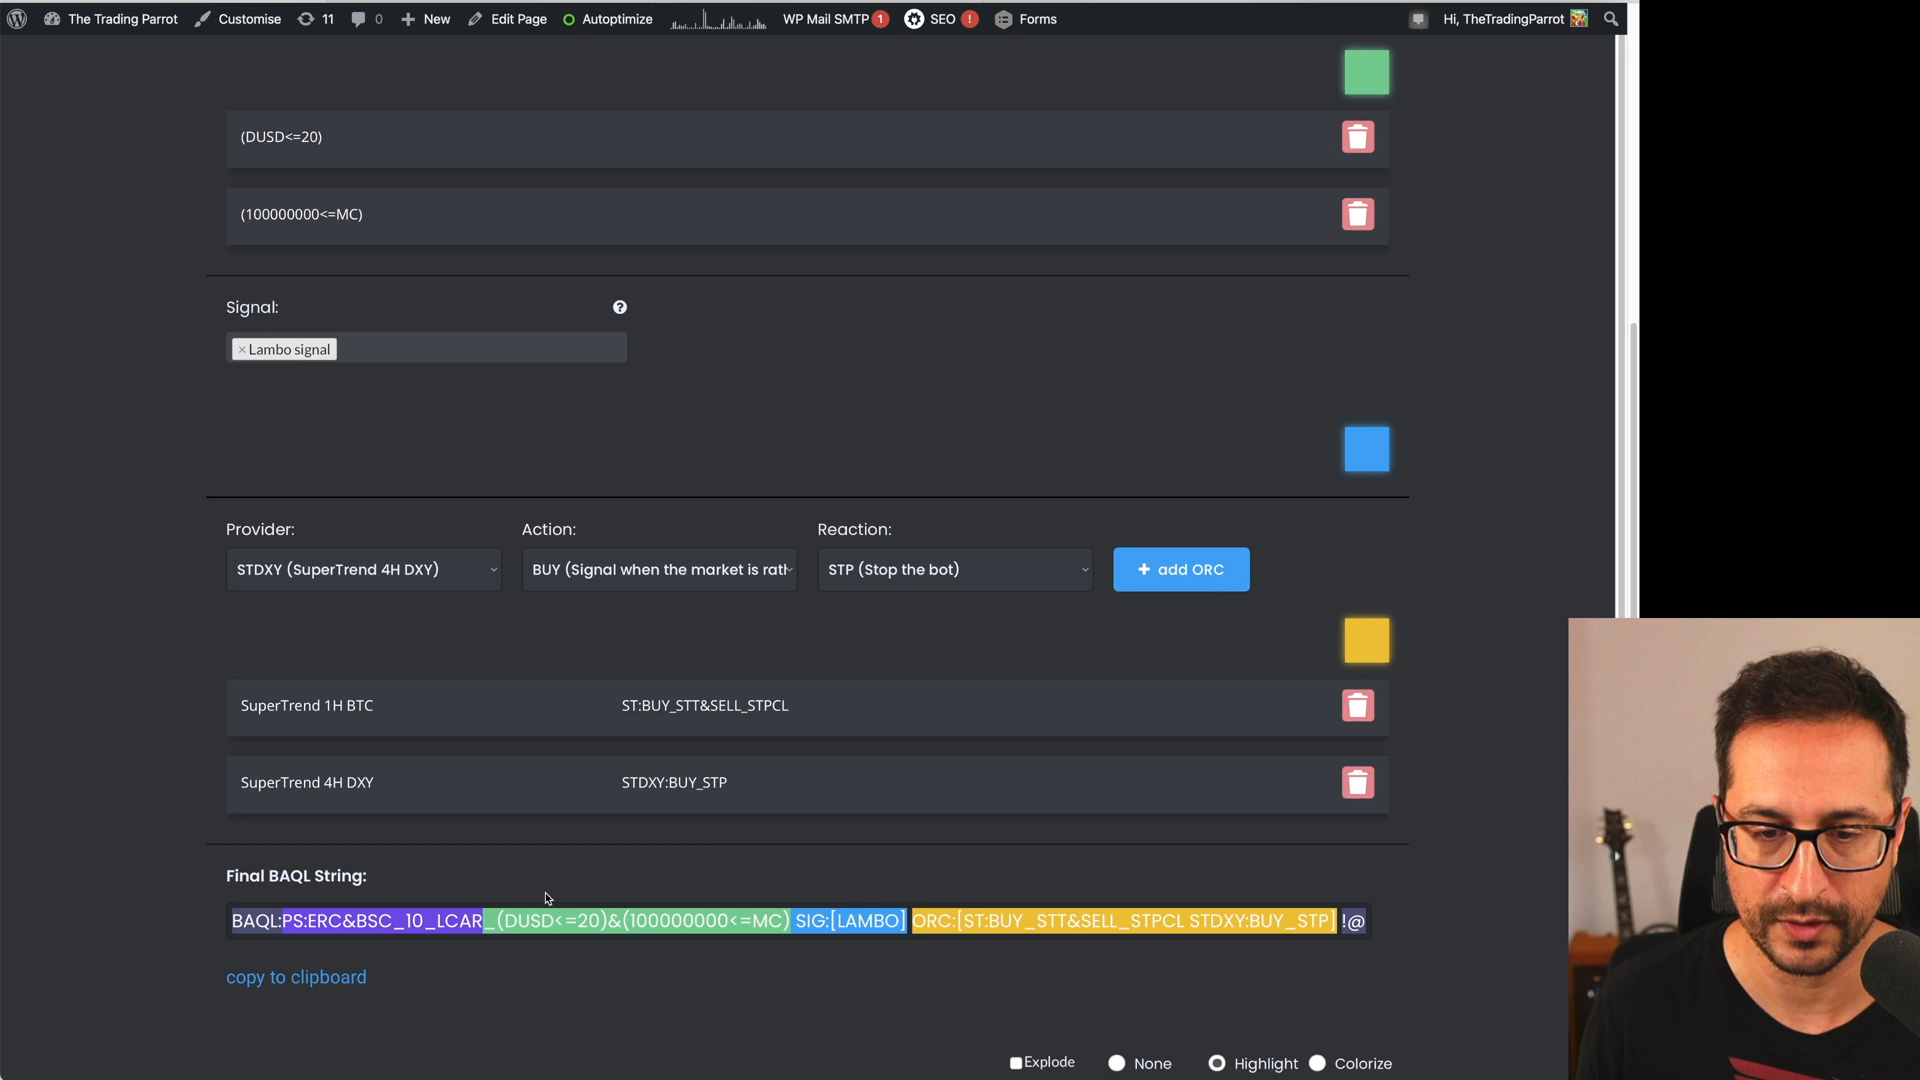 The Trading Parrot Customise 11 0 New Edit Page Autoptimize WP Mail SMTP 1 SEO ! Forms Hi, TheTradingParrot
(DUSD<=20)
(100000000<=MC)
Signal: ?
× Lambo signal
Provider: Action: Reaction:
STDXY (SuperTrend 4H DXY) BUY (Signal when the market is rath STP (Stop the bot) + add ORC
SuperTrend 1H BTC ST:BUY_STT&SELL_STPCL
SuperTrend 4H DXY STDXY:BUY_STP
Final BAQL String:
BAQL:PS:ERC&BSC_10_LCAR_(DUSD<=20)&(100000000<=MC) SIG:[LAMBO] ORC:[ST:BUY_STT&SELL_STPCL STDXY:BUY_STP] !@
copy to clipboard
Explode None Highlight Colorize